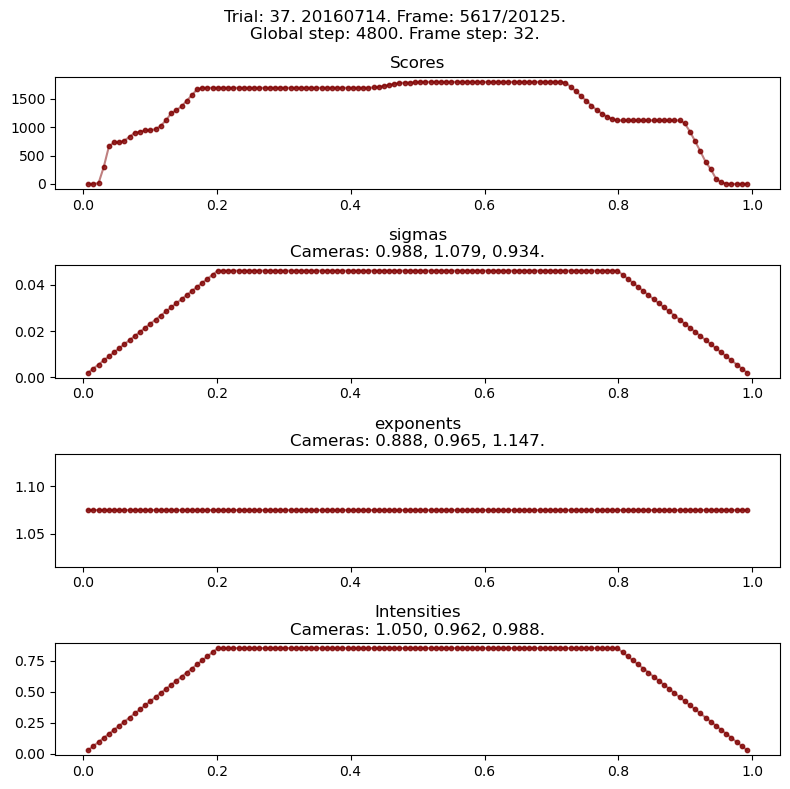 Trial: 37. 20160714. Frame: 5617/20125.
Global step: 4800. Frame step: 32.
Scores
1500
1000
500
0
0.0 0.2 0.4 0.6 0.8 1.0
sigmas
Cameras: 0.988, 1.079, 0.934.
0.04
0.02
0.00
0.0 0.2 0.4 0.6 0.8 1.0
exponents
Cameras: 0.888, 0.965, 1.147.
1.10
1.05
0.0 0.2 0.4 0.6 0.8 1.0
Intensities
Cameras: 1.050, 0.962, 0.988.
0.75
0.50
0.25
0.00
0.0 0.2 0.4 0.6 0.8 1.0